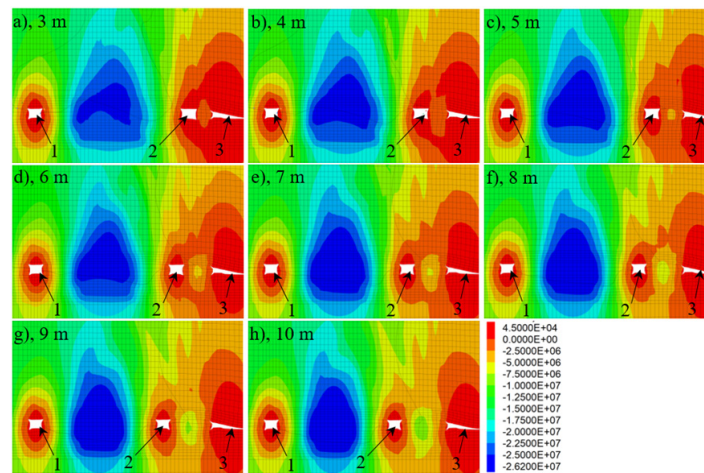 a), 3 m
b), 4 m
c), 5 m
1
2
3
1
2
3
1
2
3
d), 6 m
e), 7 m
f), 8 m
1
2
3
1
2
3
1
2
3
g), 9 m
h), 10 m
1
2
3
1
2
3
4.5000E+04
0.0000E+00
-2.5000E+06
-5.0000E+06
-7.5000E+06
-1.0000E+07
-1.2500E+07
-1.5000E+07
-1.7500E+07
-2.0000E+07
-2.2500E+07
-2.5000E+07
-2.6200E+07